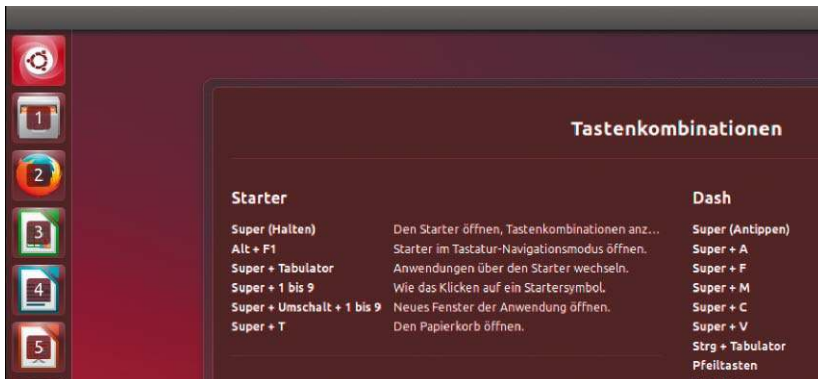 Tastenkombinationen
1
2
3
4
5
Starter
Super (Halten) Den Starter öffnen, Tastenkombinationen anz...
Alt + F1 Starter im Tastatur-Navigationsmodus öffnen.
Super + Tabulator Anwendungen über den Starter wechseln.
Super + 1 bis 9 Wie das Klicken auf ein Startersymbol.
Super + Umschalt + 1 bis 9 Neues Fenster der Anwendung öffnen.
Super + T Den Papierkorb öffnen.
Dash
Super (Antippen)
Super + A
Super + F
Super + M
Super + C
Super + V
Strg + Tabulator
Pfeiltasten